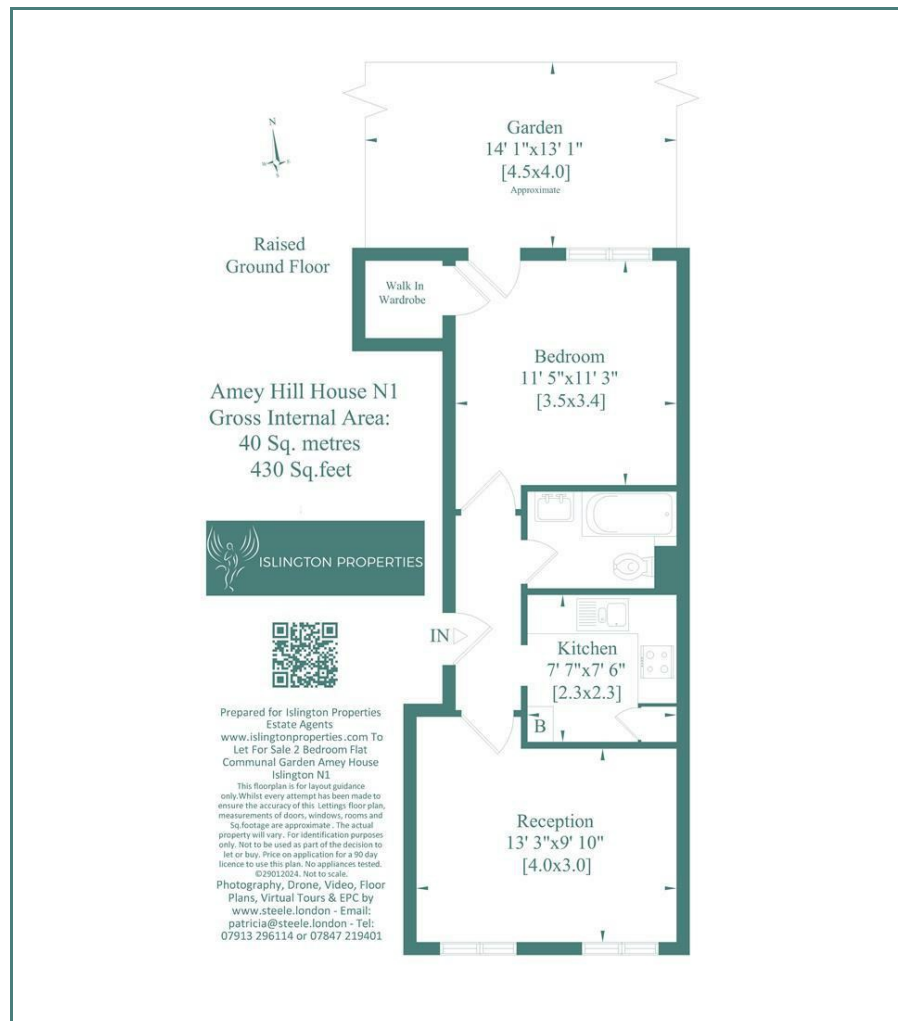 Garden
14' 1"x13' 1"
[4.5x4.0]
Approximate
N
Raised
Ground Floor
Walk In
Wardrobe
Bedroom
11' 5"x11' 3"
[3.5x3.4]
Amey Hill House N1
Gross Internal Area:
40 Sq. metres
430 Sq.feet
ISLINGTON PROPERTIES
IN
Kitchen
7' 7"x7' 6"
[2.3x2.3]
B
Prepared for Islington Properties
Estate Agents
www.islingtonproperties.com To
Let For Sale 2 Bedroom Flat
Communal Garden Amey House
Islington N1
This floorplan is for layout guidance
only.Whilst every attempt has been made to
ensure the accuracy of this Lettings floor plan,
measurements of doors, windows, rooms and
Sq.footage are approximate . The actual
property will vary . For identification purposes
only. Not to be used as part of the decision to
let or buy. Price on application for a 90 day
licence to use this plan. No appliances tested.
©29012024. Not to scale.
Photography, Drone, Video, Floor
Plans, Virtual Tours & EPC by
www.steele.london - Email:
patricia@steele.london - Tel:
07913 296114 or 07847 219401
Reception
13' 3"x9' 10"
[4.0x3.0]